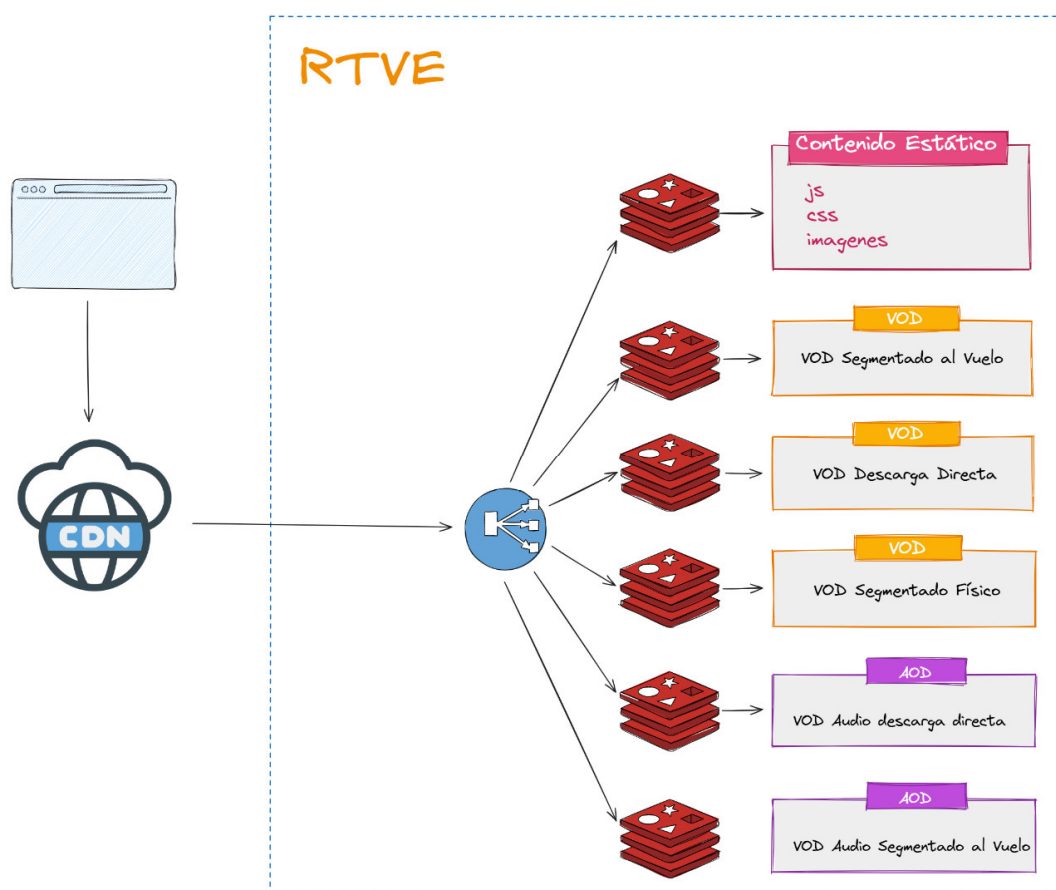 RTVE
Contenido Estático
js
css
imagenes
VOD
VOD Segmentado al Vuelo
VOD
VOD Descarga Directa
CDN
VOD
VOD Segmentado Físico
AOD
VOD Audio descarga directa
AOD
VOD Audio Segmentado al Vuelo